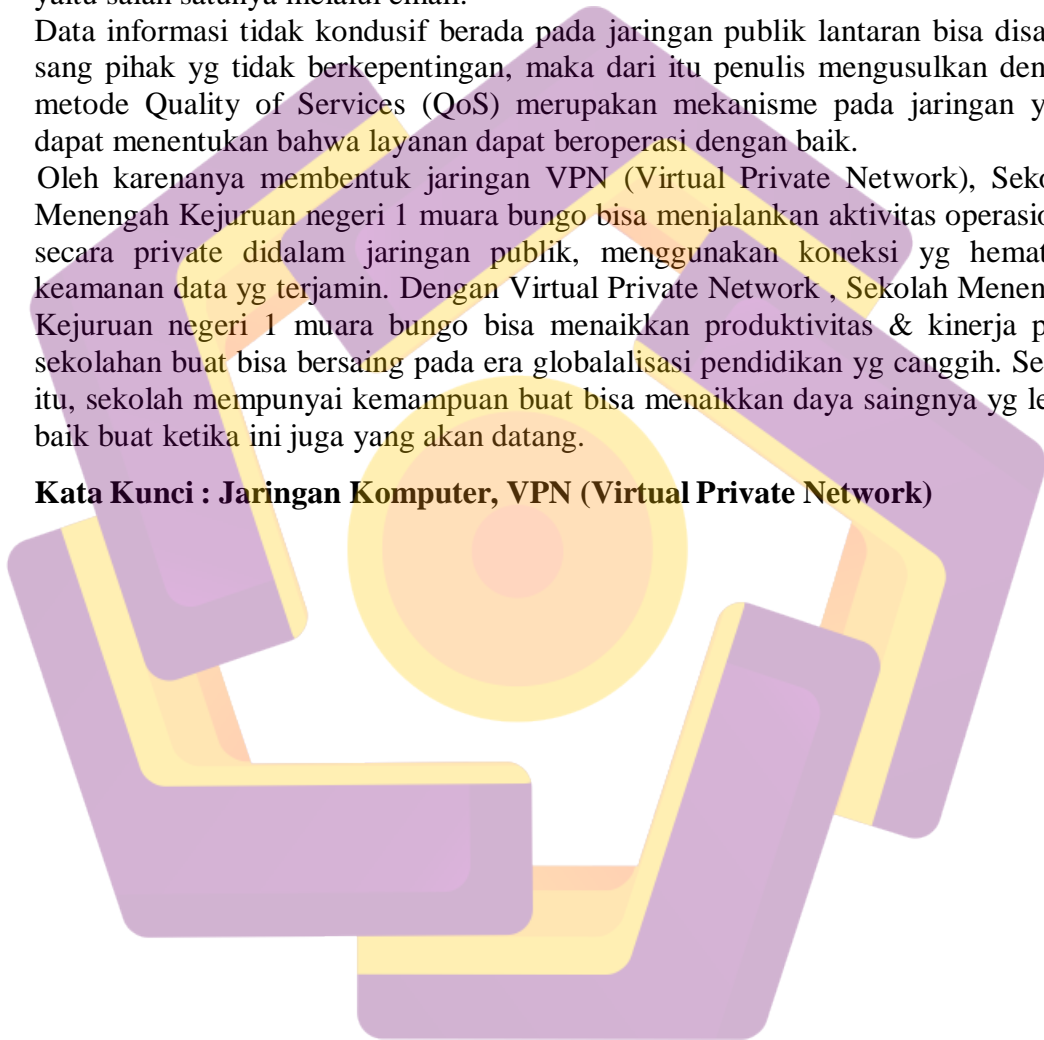 yaitu salah satunya melalui email.
Data informasi tidak kondusif berada pada jaringan publik lantaran bisa disa
sang pihak yg tidak berkepentingan, maka dari itu penulis mengusulkan den
metode Quality of Services (QoS) merupakan mekanisme pada jaringan y
dapat menentukan bahwa layanan dapat beroperasi dengan baik.
Oleh karenanya membentuk jaringan VPN (Virtual Private Network), Seko
Menengah Kejuruan negeri 1 muara bungo bisa menjalankan aktivitas operasio
secara private didalam jaringan publik, menggunakan koneksi yg hemat
keamanan data yg terjamin. Dengan Virtual Private Network , Sekolah Menen
Kejuruan negeri 1 muara bungo bisa menaikkan produktivitas & kinerja p
sekolahan buat bisa bersaing pada era globalalisasi pendidikan yg canggih. Se
itu, sekolah mempunyai kemampuan buat bisa menaikkan daya saingnya yg le
baik buat ketika ini juga yang akan datang.
Kata Kunci : Jaringan Komputer, VPN (Virtual Private Network)